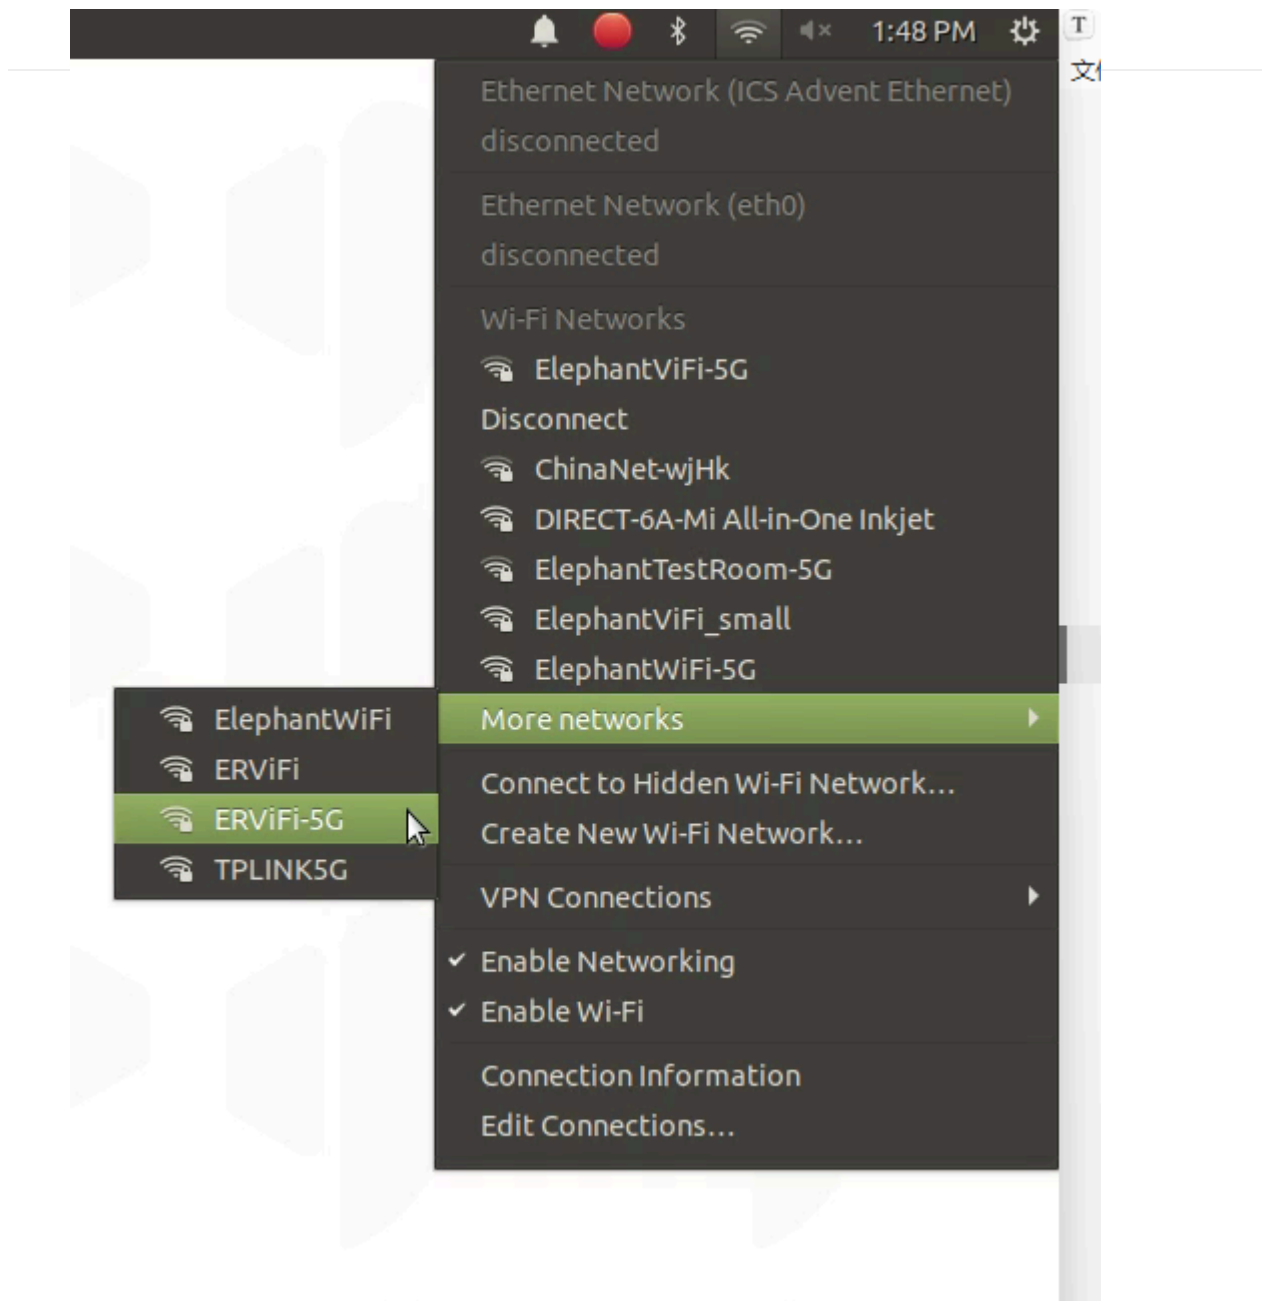 1:48 PM
T
文
Ethernet Network (ICS Advent Ethernet)
disconnected
Ethernet Network (eth0)
disconnected
Wi-Fi Networks
ElephantViFi-5G
Disconnect
ChinaNet-wjHk
DIRECT-6A-Mi All-in-One Inkjet
ElephantTestRoom-5G
ElephantViFi_small
ElephantWiFi-5G
More networks
ElephantWiFi
ERViFi
ERViFi-5G
TPLINK5G
Connect to Hidden Wi-Fi Network...
Create New Wi-Fi Network...
VPN Connections
Enable Networking
Enable Wi-Fi
Connection Information
Edit Connections...